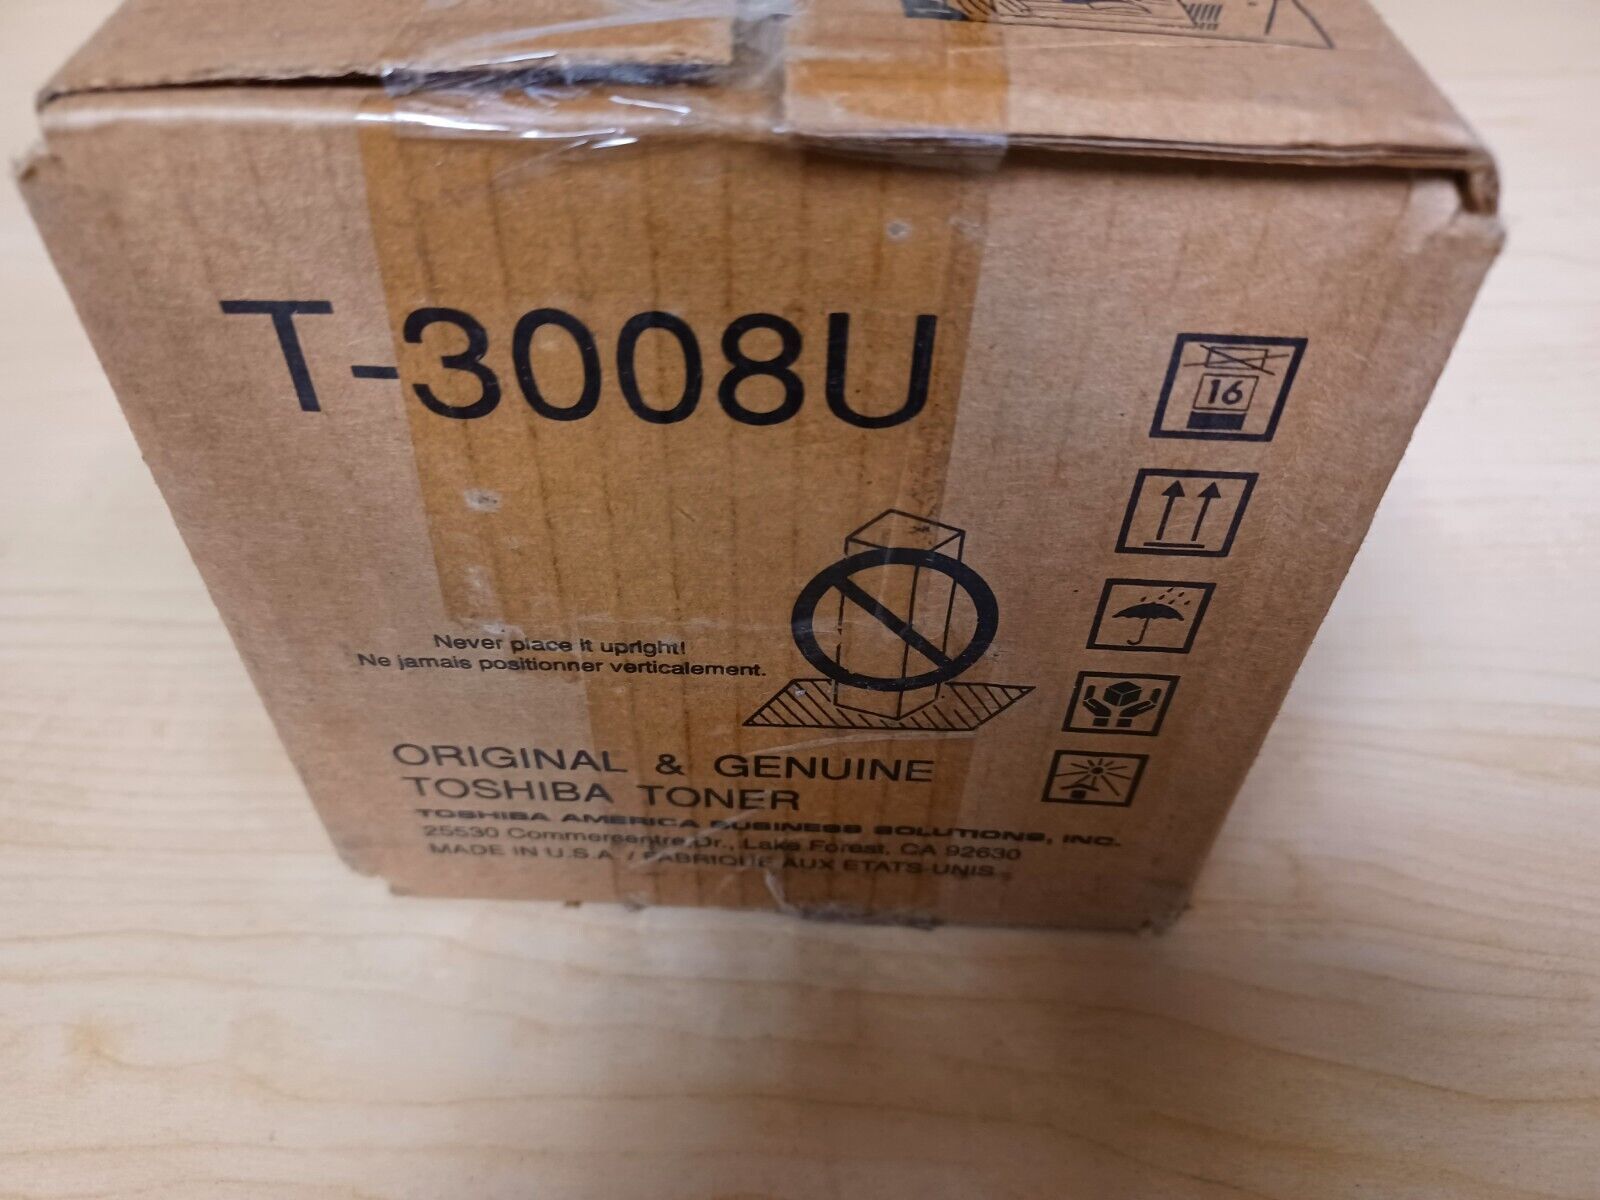 T-3008U
16
Never place it upright!
Ne jamais positionner verticalement.
ORIGINAL & GENUINE
TOSHIBA TONER
TOSHIBA AMERICA BUSINESS SOLUTIONS, INC.
25530 Commercentre Dr., Lake Forest, CA 92630
MADE IN U.S.A. / FABRIQUE AUX ETATS-UNIS